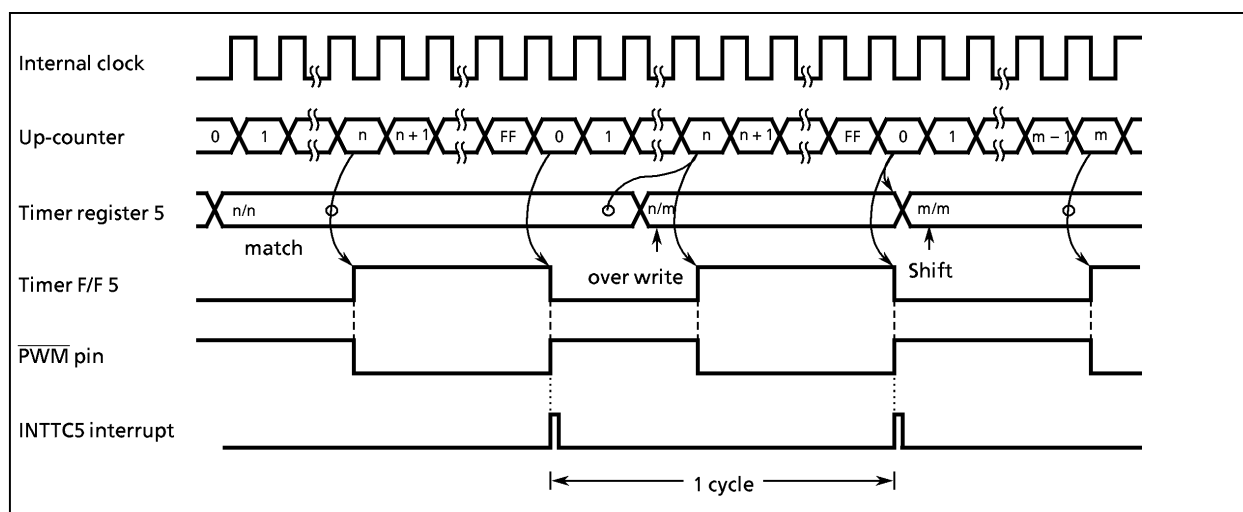 Internal clock
Up-counter 0 1 n n + 1 FF 0 1 n n + 1 FF 0 1 m − 1 m
Timer register 5 n/n n/m m/m
match over write Shift
Timer F/F 5
PWM pin
INTTC5 interrupt
1 cycle